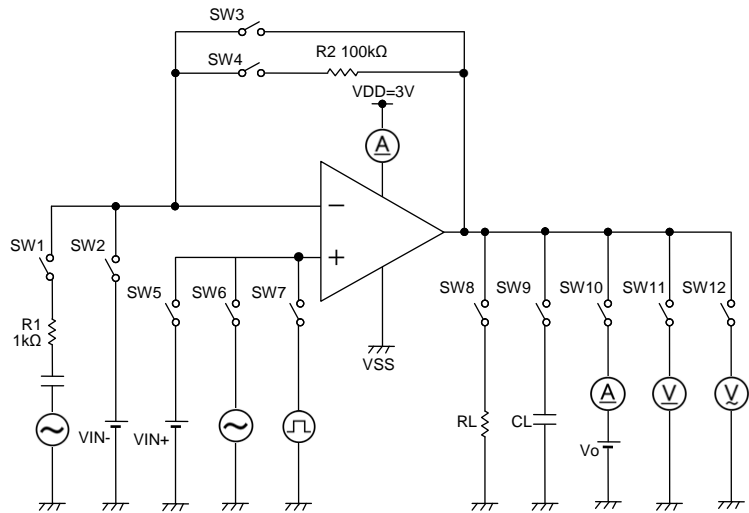 SW3
SW4
R2 100kΩ
VDD=3V
A
SW1
SW2
SW5
SW6
SW7
SW8
SW9
SW10
SW11
SW12
R1
1kΩ
VSS
VIN-
VIN+
RL
CL
A
V
V
Vo